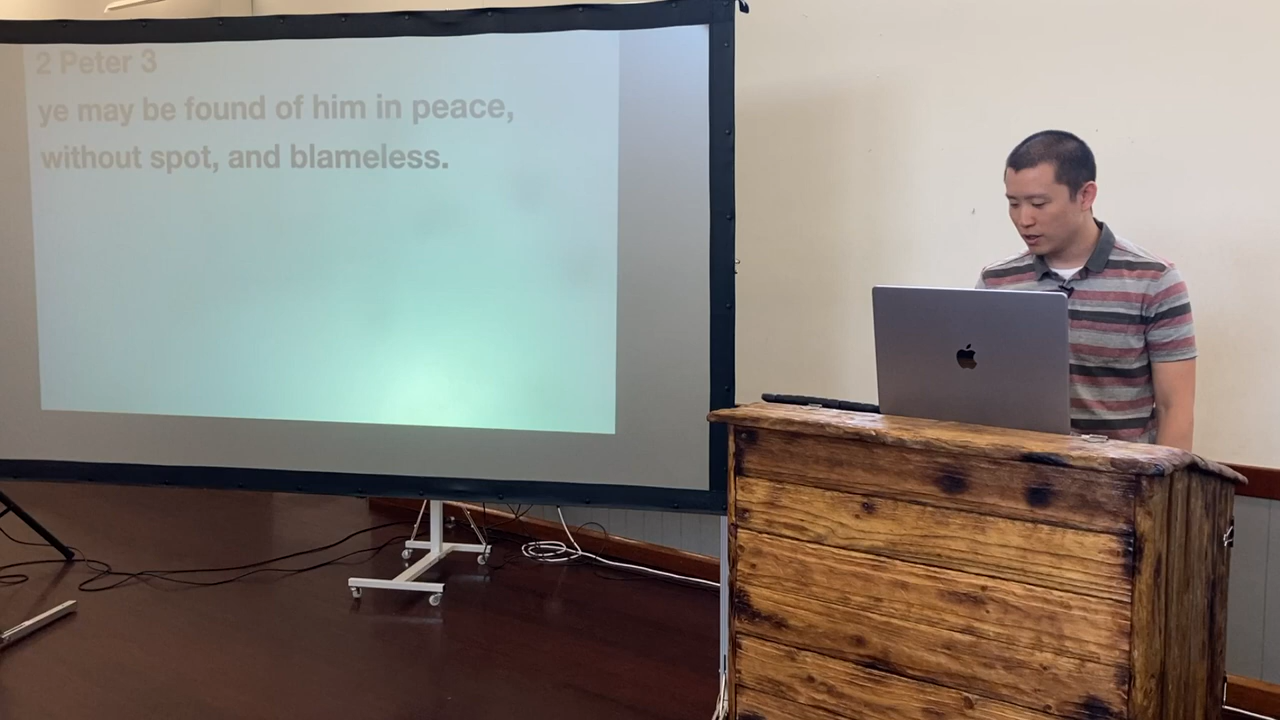 2 Peter 3
ye may be found of him in peace,
without spot, and blameless.